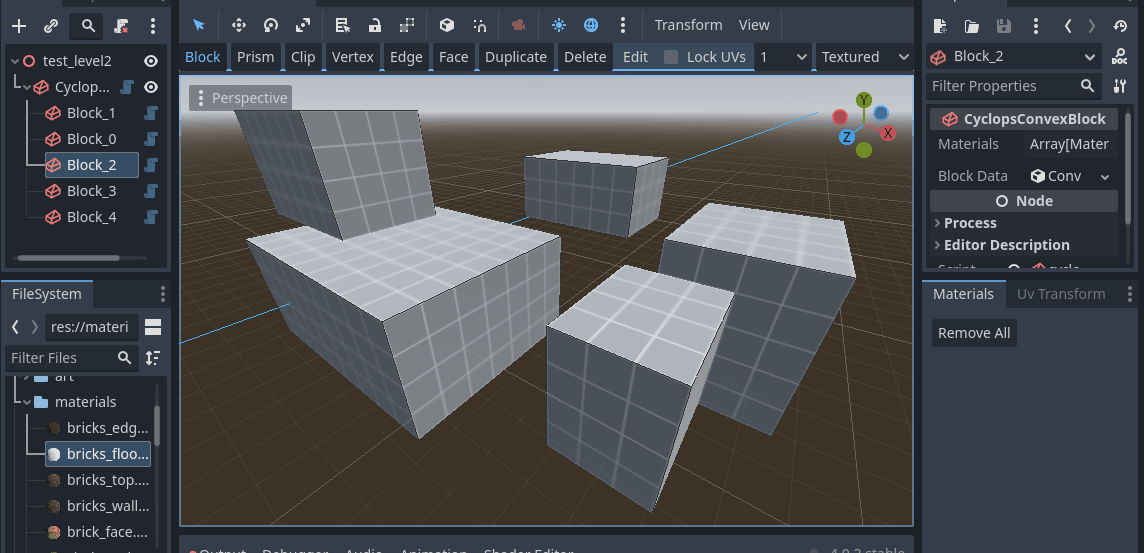 Transform View
test_level2
Cyclop...
Block_1
Block_0
Block_2
Block_3
Block_4
Block Prism Clip Vertex Edge Face Duplicate Delete Edit Lock UVs 1 Textured
Perspective
Y
X
Z
Block_2
Filter Properties
CyclopsConvexBlock
Materials Array[Mater
Block Data Conv
Node
Process
Editor Description
FileSystem
res://materi
Filter Files
art
materials
bricks_edg...
bricks_floo...
bricks_top....
bricks_wall...
brick_face....
Materials Uv Transform
Remove All
Output Debugger Audio Animation Shader Editor 4.0.2.stable